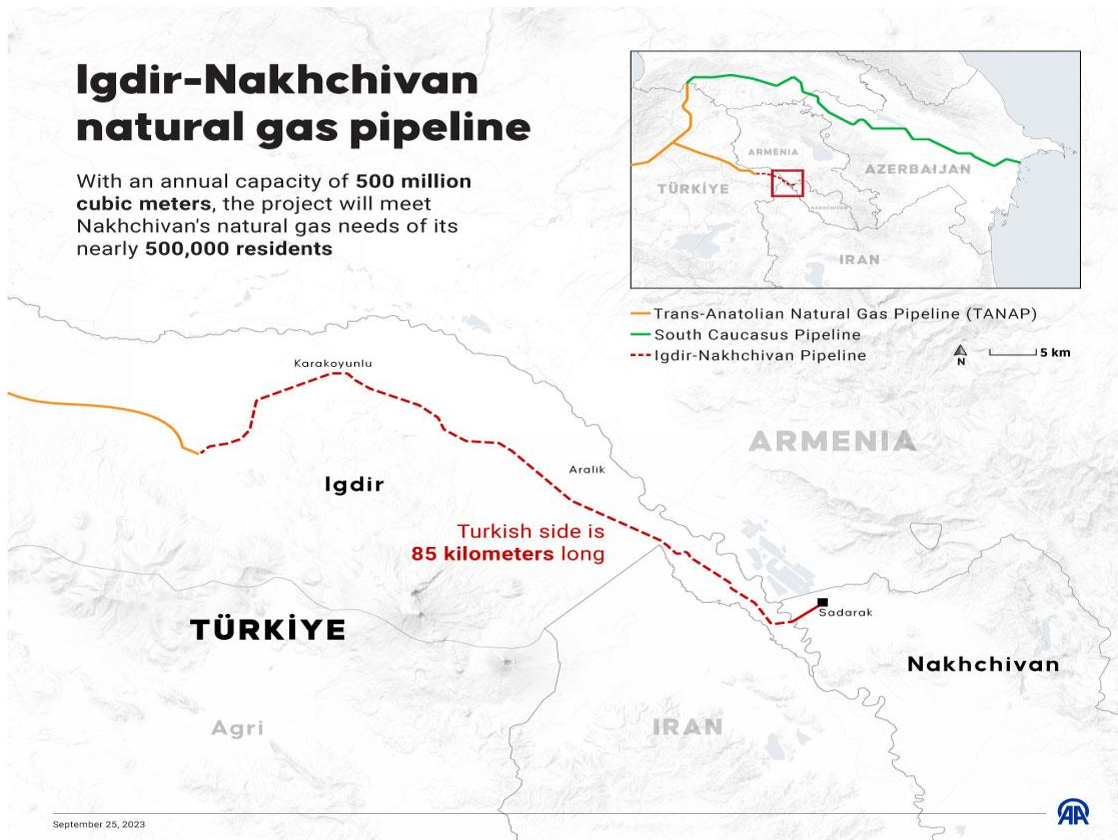 Igdir-Nakhchivan
natural gas pipeline
With an annual capacity of 500 million
cubic meters, the project will meet
Nakhchivan's natural gas needs of its
nearly 500,000 residents
ARMENIA
AZERBAIJAN
TÜRKİYE
NAKHCHIVAN
IRAN
Trans-Anatolian Natural Gas Pipeline (TANAP)
South Caucasus Pipeline
Igdir-Nakhchivan Pipeline
N
5 km
Karakoyunlu
ARMENIA
Aralik
Igdir
Turkish side is
85 kilometers long
Sadarak
TÜRKİYE
Nakhchivan
Agri
IRAN
September 25, 2023
AA